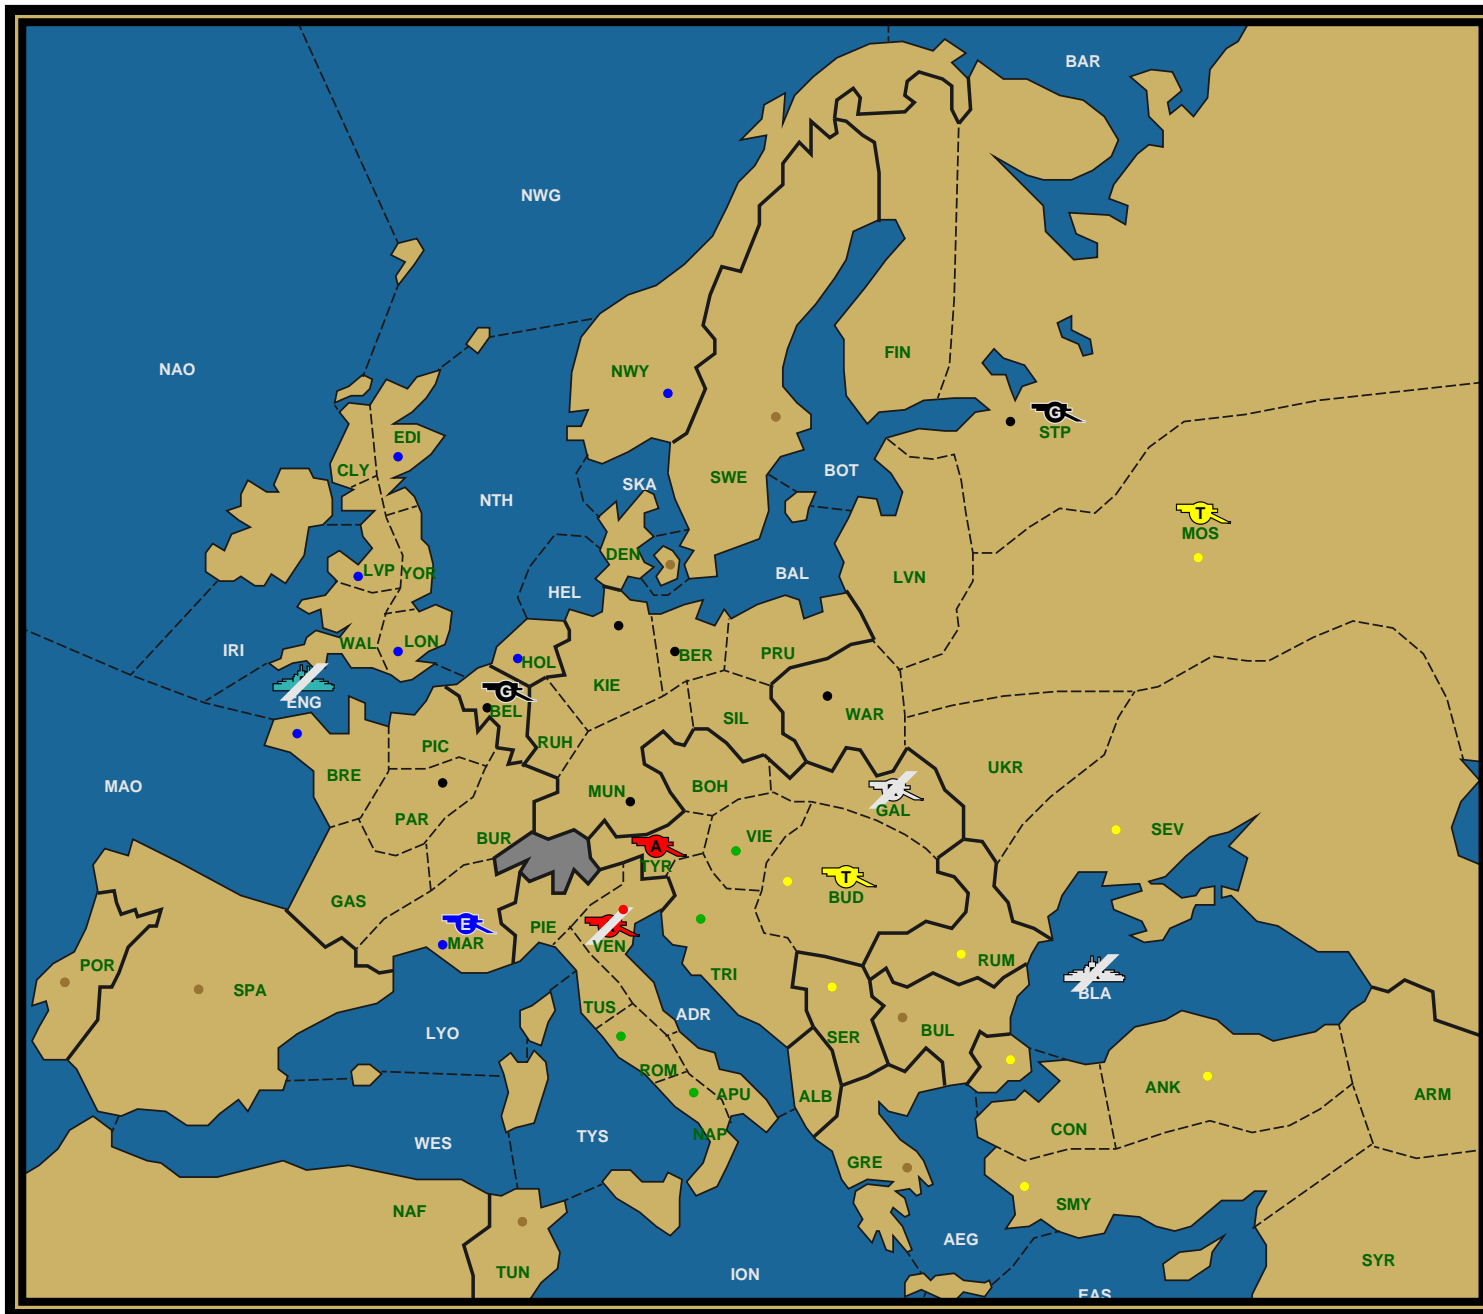 BAR
NWG
NAO
FIN
NWY
G
STP
EDI
CLY
SWE
BOT
SKA
NTH
T
MOS
DEN
LVP
YOR
BAL
LVN
HEL
IRI
WAL
LON
HOL
BER
PRU
KIE
G
BEL
ENG
SIL
WAR
PIC
RUH
BRE
BOH
UKR
MAO
MUN
GAL
PAR
BUR
VIE
SEV
A
TYR
T
BUD
GAS
E
MAR
PIE
VEN
POR
SPA
TRI
RUM
BLA
TUS
ADR
LYO
SER
BUL
ROM
APU
ALB
ANK
ARM
CON
NAP
WES
TYS
GRE
SMY
NAF
AEG
TUN
ION
SYR
EAS